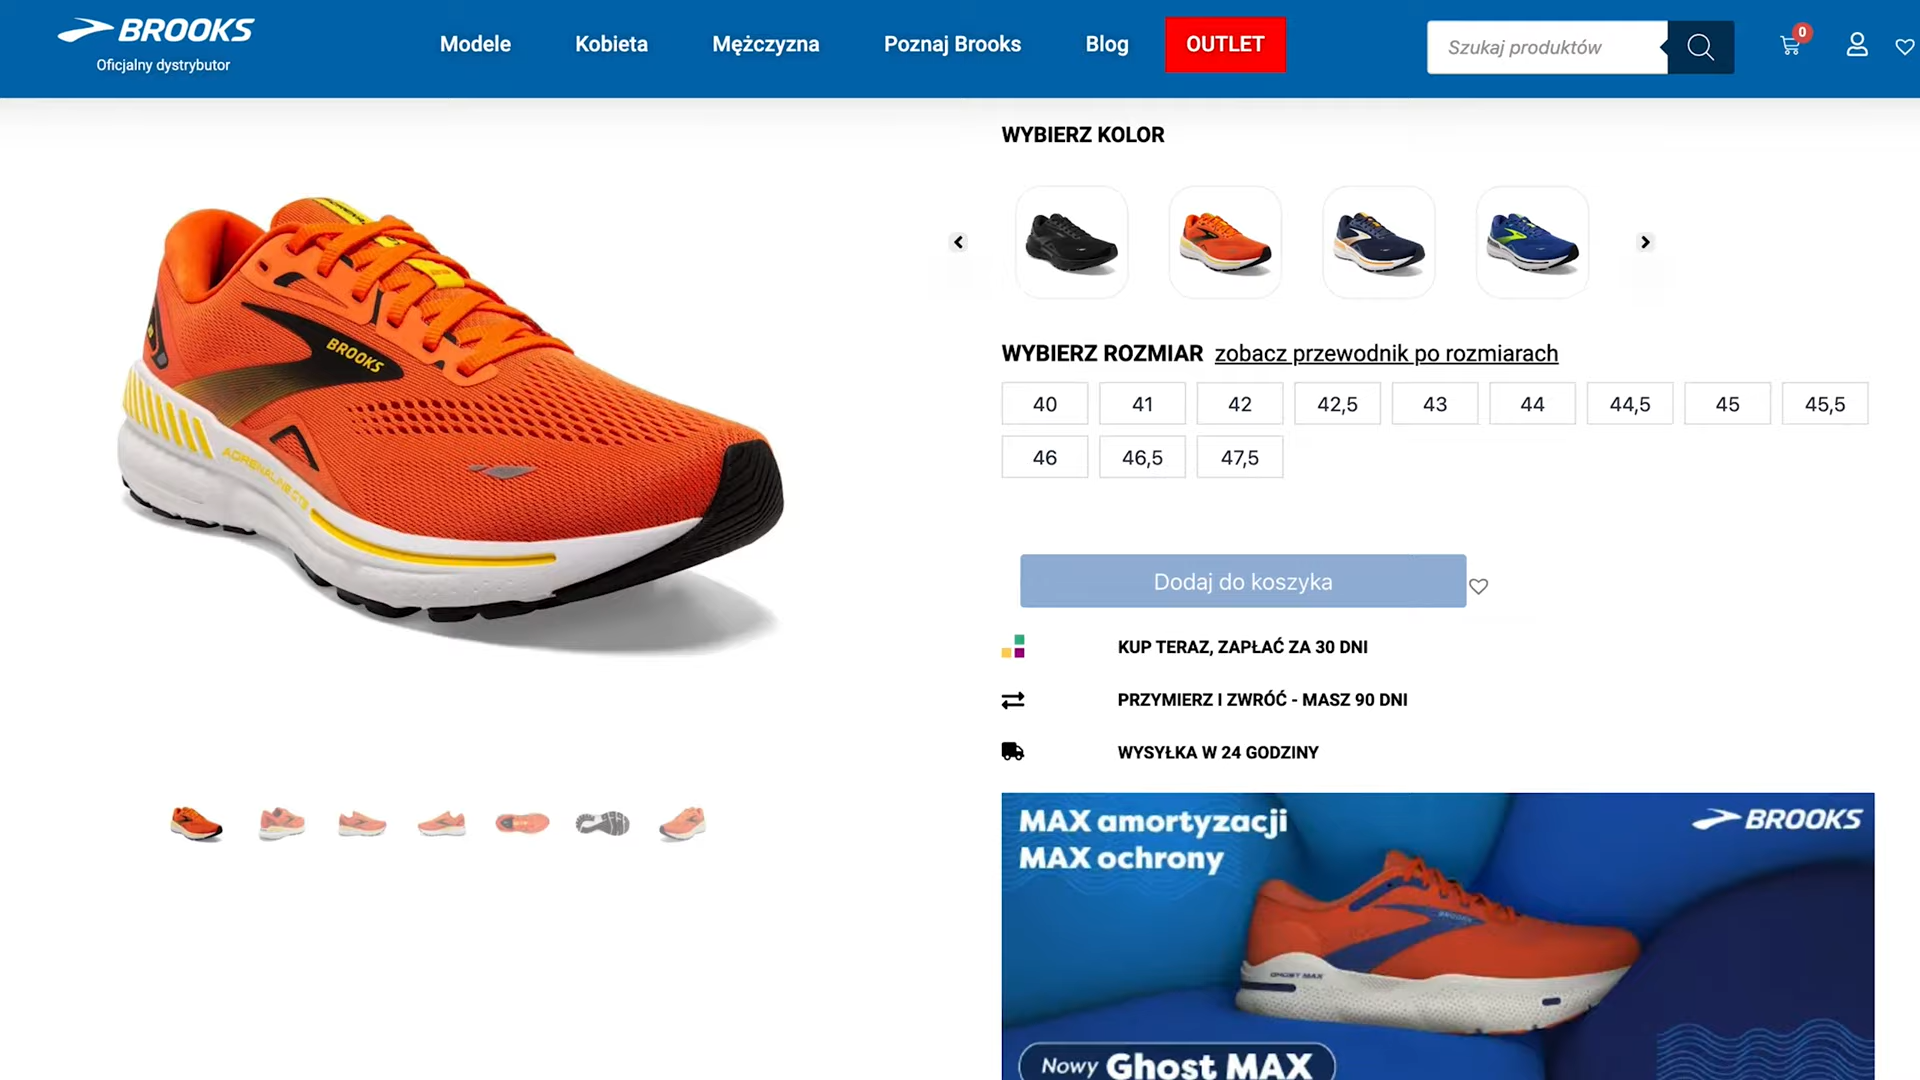 BROOKS
Oficjalny dystrybutor
Modele
Kobieta
Mężczyzna
Poznaj Brooks
Blog
OUTLET
Szukaj produktów
0
BROOKS
ADRENALINE GTS
WYBIERZ KOLOR
WYBIERZ ROZMIAR zobacz przewodnik po rozmiarach
40 41 42 42,5 43 44 44,5 45 45,5
46 46,5 47,5
Dodaj do koszyka
KUP TERAZ, ZAPŁAĆ ZA 30 DNI
PRZYMIERZ I ZWRÓĆ - MASZ 90 DNI
WYSYŁKA W 24 GODZINY
MAX amortyzacji
MAX ochrony
BROOKS
BROOKS
GHOST MAX
Nowy Ghost MAX